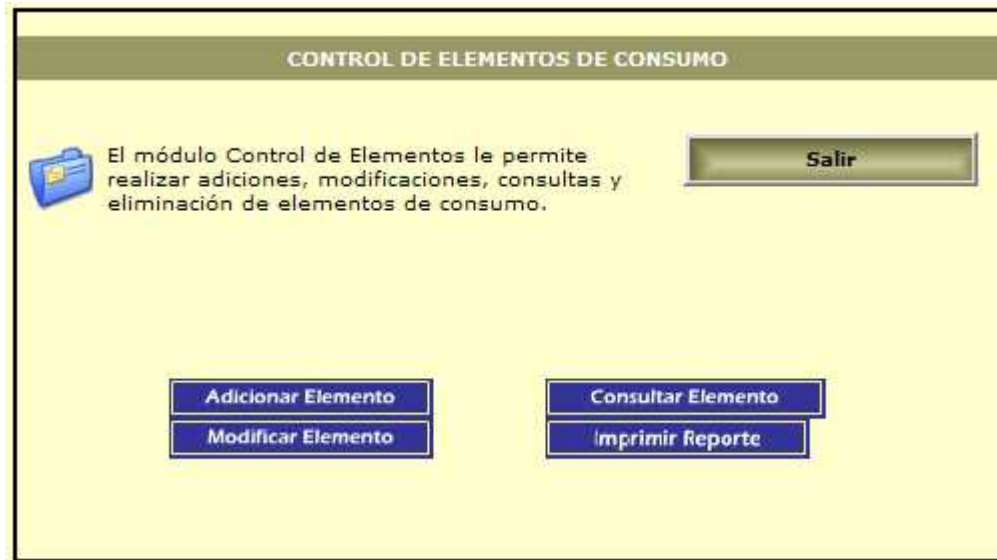 CONTROL DE ELEMENTOS DE CONSUMO
El módulo Control de Elementos le permite
realizar adiciones, modificaciones, consultas y
eliminación de elementos de consumo.
Salir
Adicionar Elemento
Consultar Elemento
Modificar Elemento
Imprimir Reporte